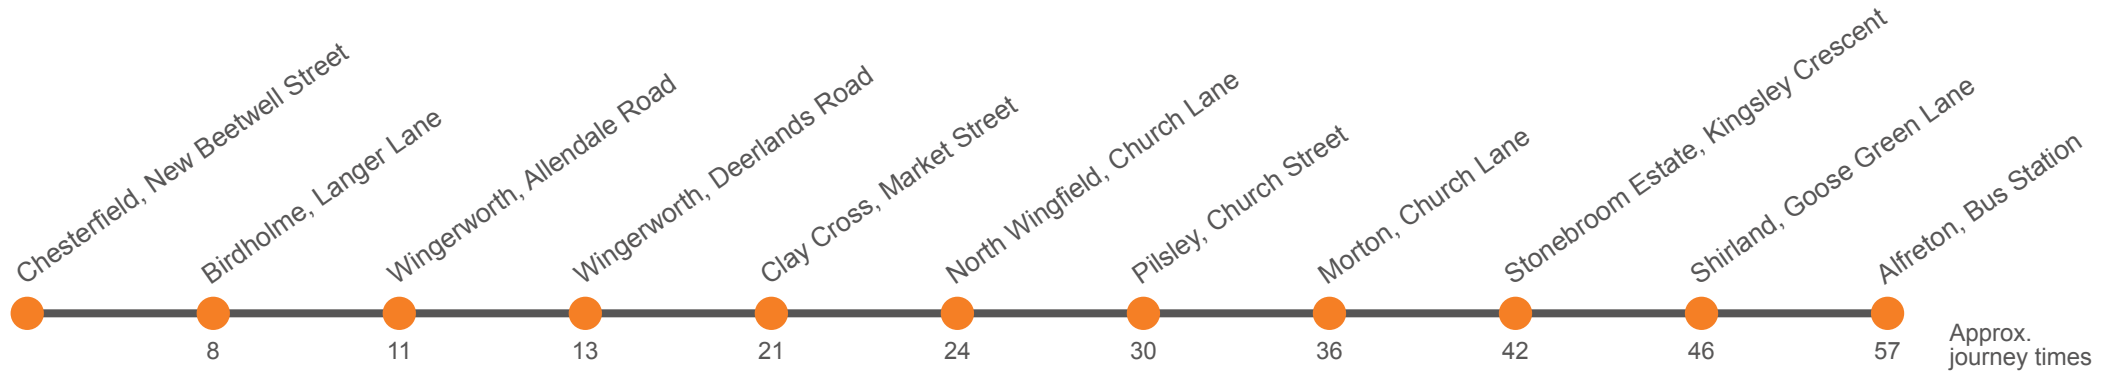 Chesterfield, New Beetwell Street
Birdholme, Langer Lane
Wingerworth, Allendale Road
Wingerworth, Deerlands Road
Clay Cross, Market Street
North Wingfield, Church Lane
Pilsley, Church Street
Morton, Church Lane
Stonebroom Estate, Kingsley Crescent
Shirland, Goose Green Lane
Alfreton, Bus Station
8 11 13 21 24 30 36 42 46 57
Approx.
journey times